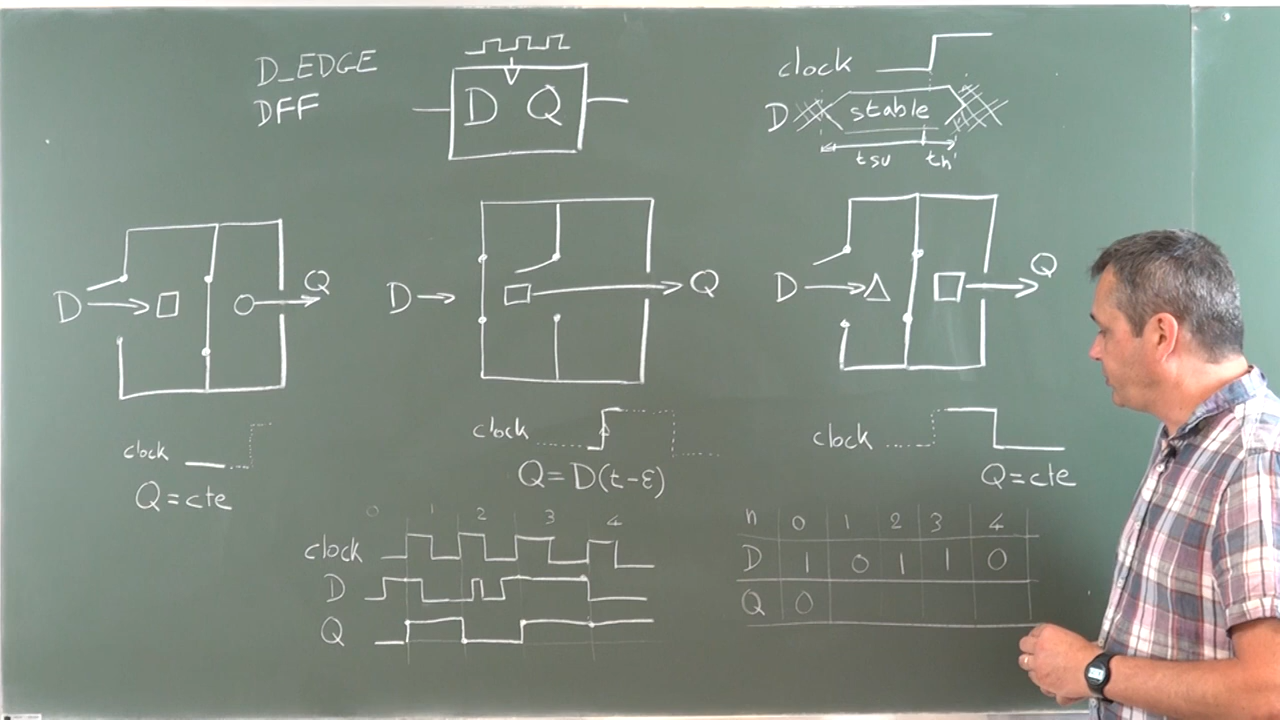 D_EDGE
DFF
D Q
clock
D stable
tsu th
D Q
D Q
D Q
clock
Q=cte
clock
Q=D(t-ε)
clock
Q=cte
0 1 2 3 4
clock
D
Q
n 0 1 2 3 4
D 1 0 1 1 0
Q 0